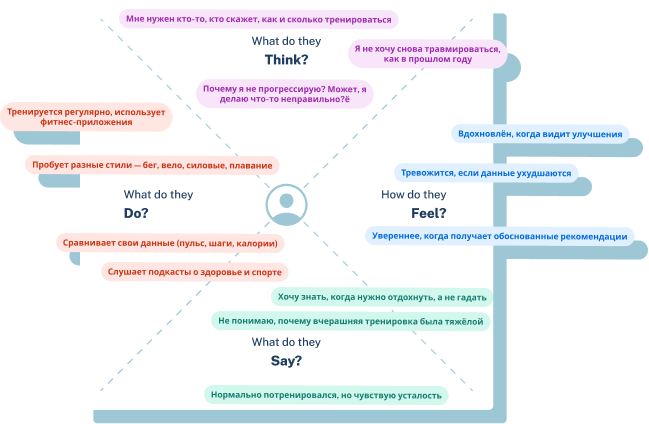 Мне нужен кто-то, кто скажет, как и сколько тренироваться
What do they
Think?
Я не хочу снова травмироваться,
как в прошлом году
Почему я не прогрессирую? Может, я
делаю что-то неправильно?ё
Тренируется регулярно, использует
фитнес-приложения
Пробует разные стили — бег, вело, силовые, плавание
What do they
Do?
Сравнивает свои данные (пульс, шаги, калории)
Слушает подкасты о здоровье и спорте
Вдохновлён, когда видит улучшения
Тревожится, если данные ухудшаются
How do they
Feel?
Увереннее, когда получает обоснованные рекомендации
Хочу знать, когда нужно отдохнуть, а не гадать
Не понимаю, почему вчерашняя тренировка была тяжёлой
What do they
Say?
Нормально потренировался, но чувствую усталость